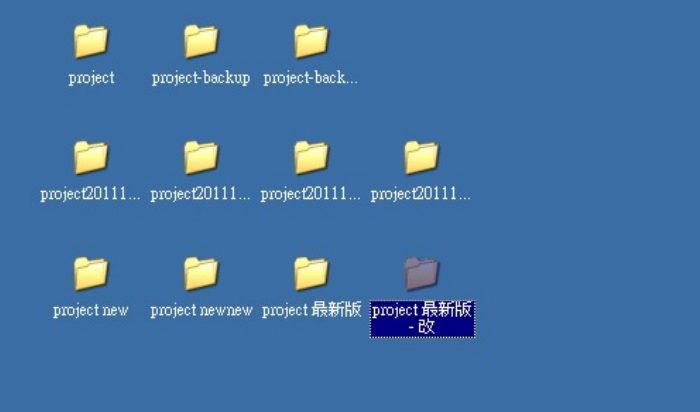 project project-backup project-back...
project20111... project20111... project20111... project20111...
project new project newnew project 最新版 project 最新版
- 改